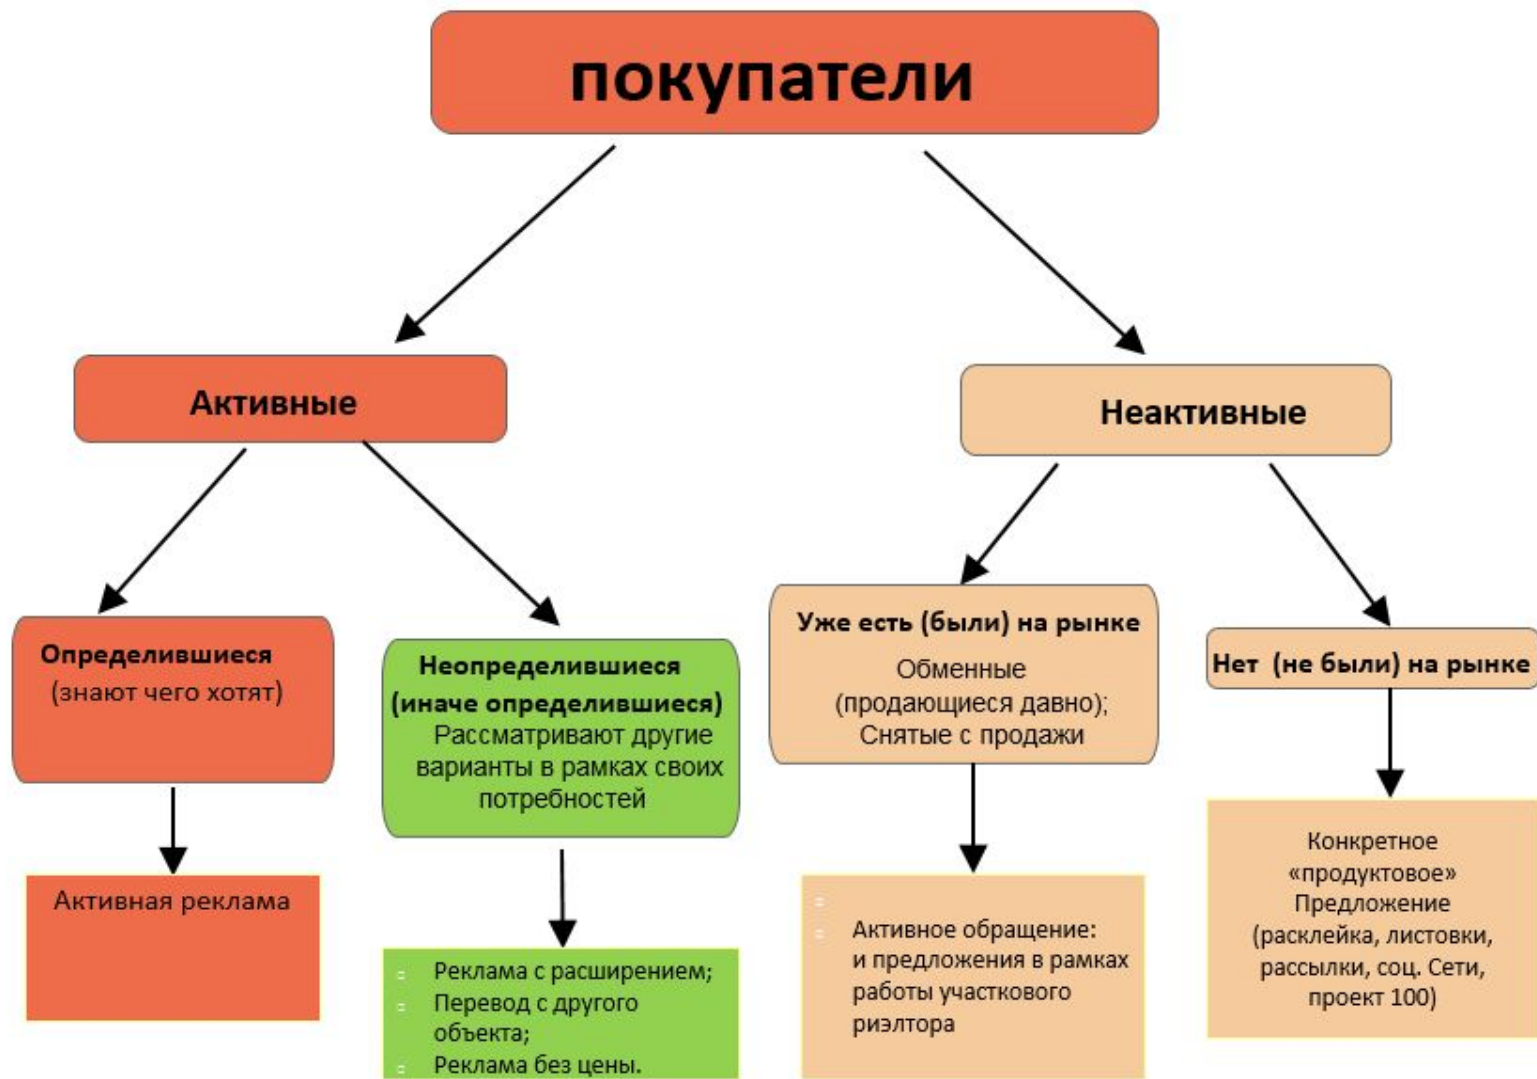 покупатели
Активные
Неактивные
Определившиеся
(знают чего хотят)
Неопределившиеся
(иначе определившиеся)
Рассматривают другие
варианты в рамках своих
потребностей
Уже есть (были) на рынке
Обменные
(продающиеся давно);
Снятые с продажи
Нет (не были) на рынке
Активная реклама
Реклама с расширением;
Перевод с другого
объекта;
Реклама без цены.
Активное обращение:
и предложения в рамках
работы участкового
риэлтора
Конкретное
«продуктовое»
Предложение
(расклейка, листовки,
рассылки, соц. Сети,
проект 100)